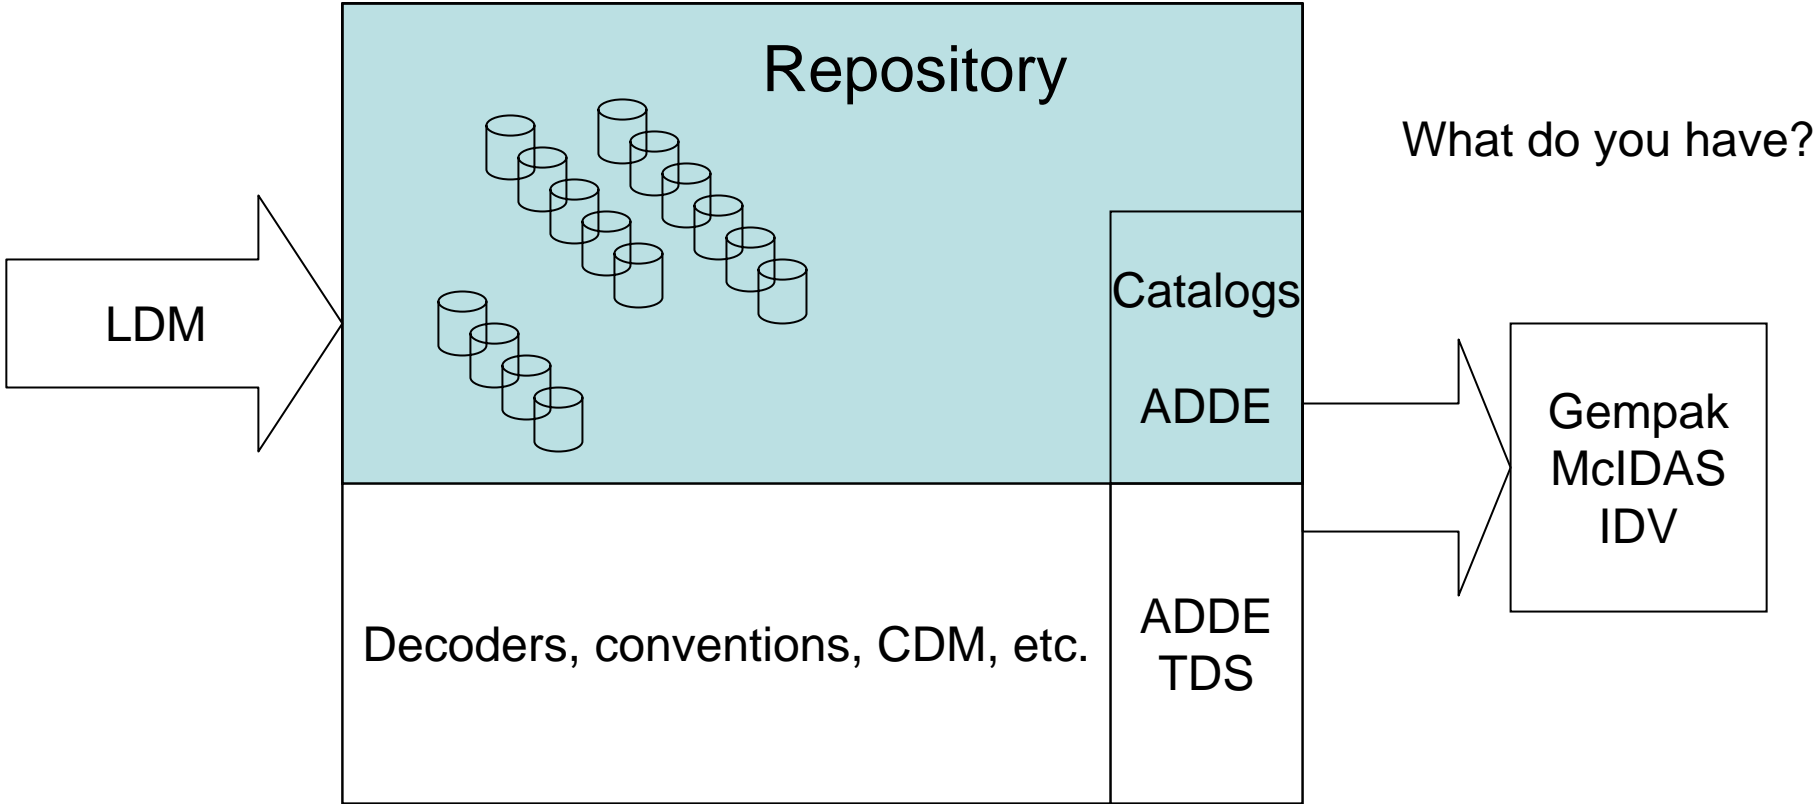 Repository
What do you have?
LDM
Catalogs
ADDE
Gempak
McIDAS
IDV
Decoders, conventions, CDM, etc.
ADDE
TDS